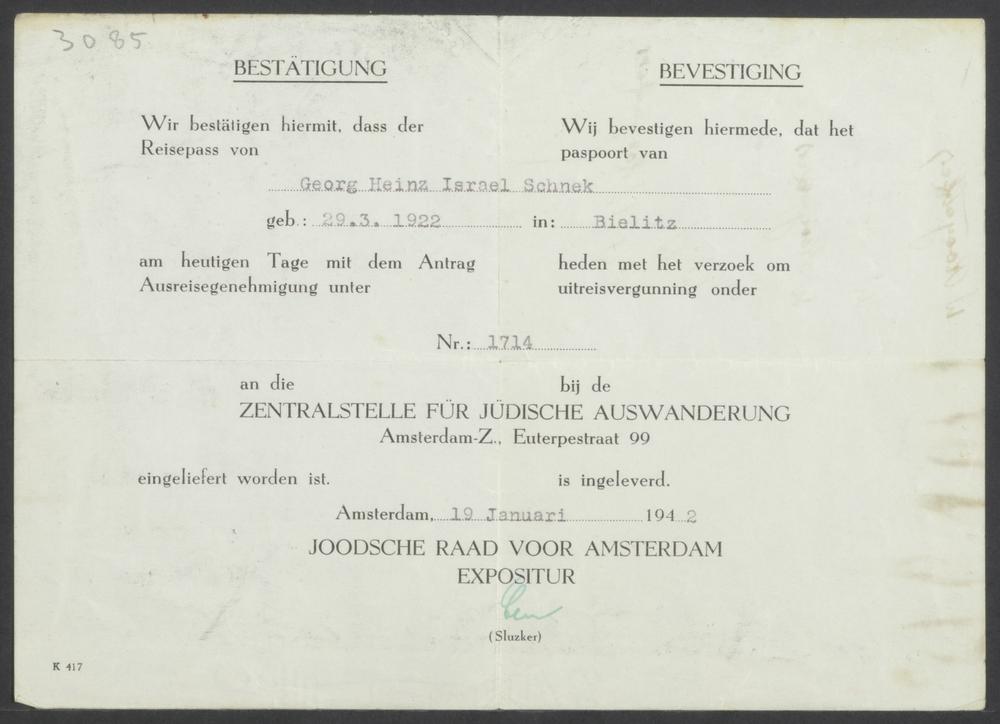 3085
BESTÄTIGUNG
BEVESTIGING
Wir bestätigen hiermit, dass der
Reisepass von
Wij bevestigen hiermede, dat het
paspoort van
Georg Heinz Israel Schnek
geb.: 29.3. 1922 in: Bielitz
am heutigen Tage mit dem Antrag
Ausreisegenehmigung unter
heden met het verzoek om
uitreisvergunning onder
Nr.: 1714
an die
bij de
ZENTRALSTELLE FÜR JÜDISCHE AUSWANDERUNG
Amsterdam-Z., Euterpestraat 99
eingeliefert worden ist.
is ingeleverd.
Amsterdam, 19 Januari 1942
JOODSCHE RAAD VOOR AMSTERDAM
EXPOSITUR
(Sluzker)
K 417